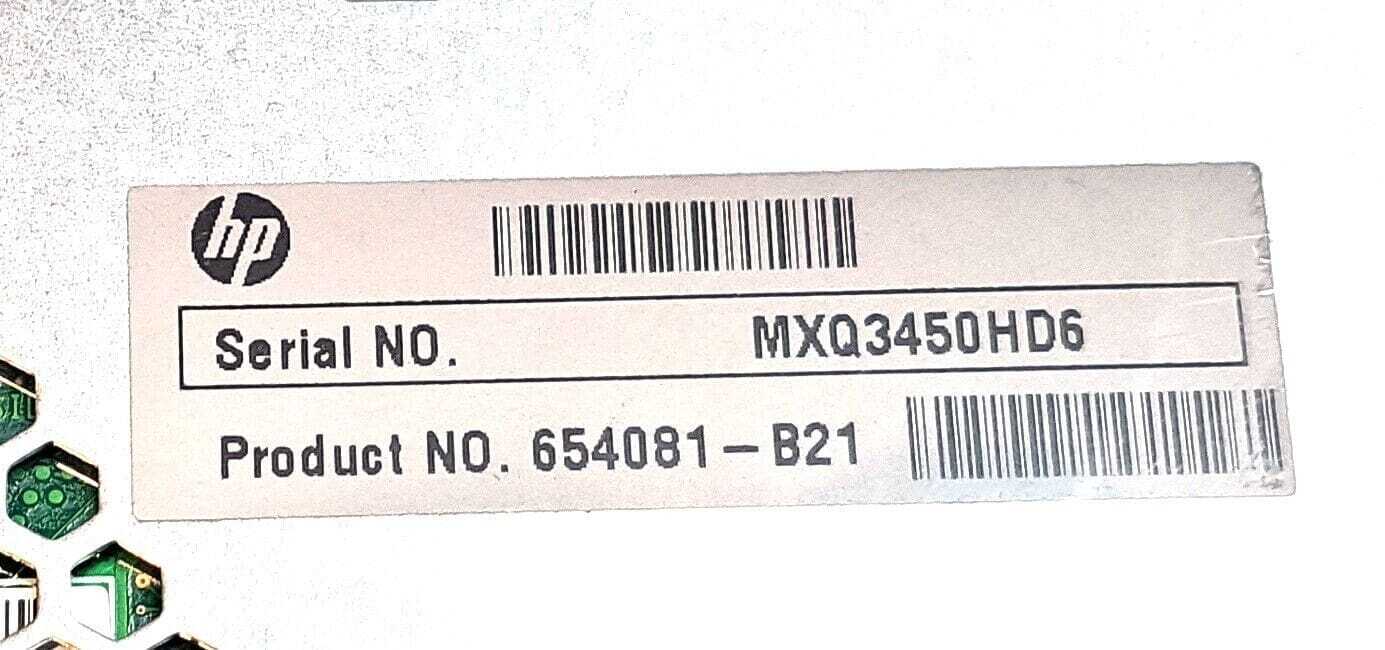 hp
Serial NO. MXQ3450HD6
Product NO. 654081-B21